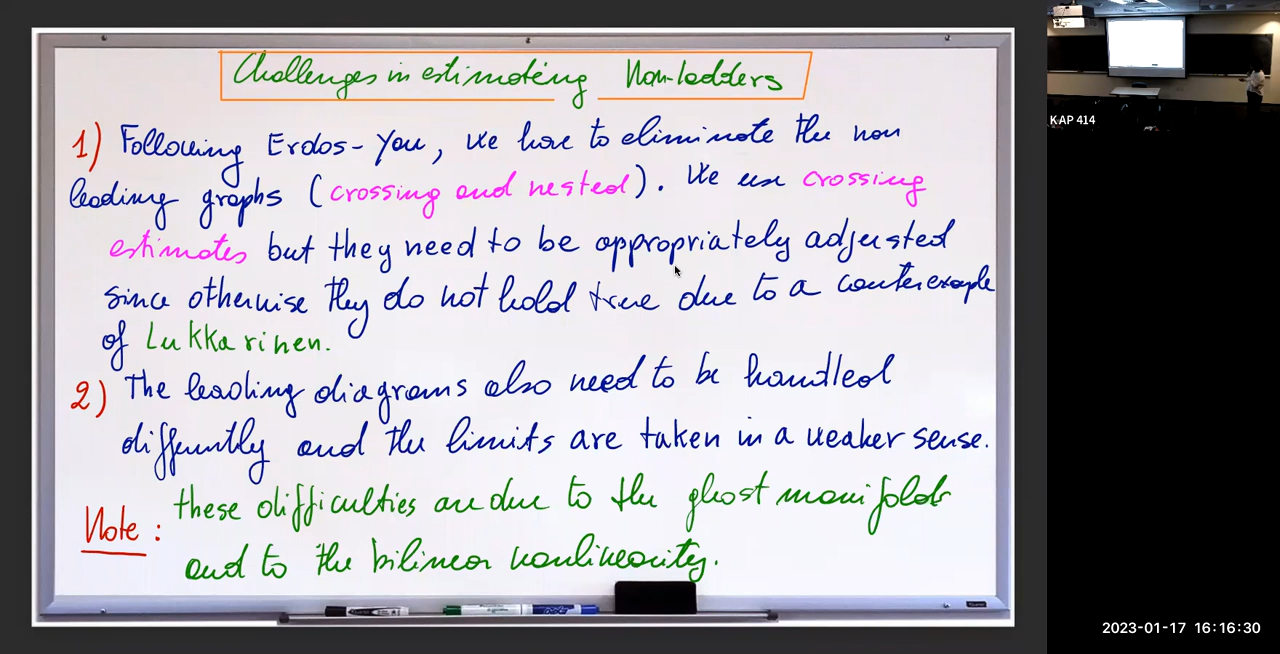 Challenges in estimating Non-ladders
1) Following Erdos-You, we have to eliminate the non
leading graphs (crossing and nested). We use crossing
estimates but they need to be appropriately adjusted
since otherwise they do not hold true due to a counterexample
of Lukkarinen.
2) The leading diagrams also need to be handled
differently and the limits are taken in a weaker sense.
Note: these difficulties are due to the ghost manifold
and to the bilinear nonlinearity.
KAP 414
2023-01-17 16:16:30